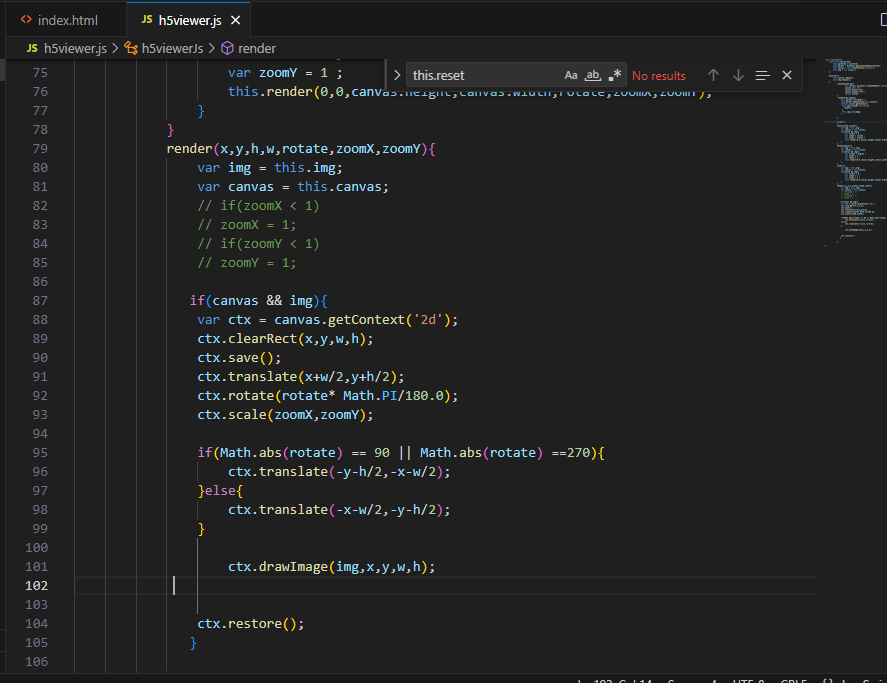 index.html
JS h5viewer.js
JS h5viewer.js > h5viewerJs > render
this.reset
Aa ab No results
75 var zoomY = 1 ;
76 this.render(0,0,canvas.height,canvas.width,rotate,zoomX,zoomY);
77 }
78 }
79 render(x,y,h,w,rotate,zoomX,zoomY){
80 var img = this.img;
81 var canvas = this.canvas;
82 // if(zoomX < 1)
83 // zoomX = 1;
84 // if(zoomY < 1)
85 // zoomY = 1;
86
87 if(canvas && img){
88 var ctx = canvas.getContext('2d');
89 ctx.clearRect(x,y,w,h);
90 ctx.save();
91 ctx.translate(x+w/2,y+h/2);
92 ctx.rotate(rotate* Math.PI/180.0);
93 ctx.scale(zoomX,zoomY);
94
95 if(Math.abs(rotate) == 90 || Math.abs(rotate) ==270){
96 ctx.translate(-y-h/2,-x-w/2);
97 }else{
98 ctx.translate(-x-w/2,-y-h/2);
99 }
100
101 ctx.drawImage(img,x,y,w,h);
102
103
104 ctx.restore();
105 }
106